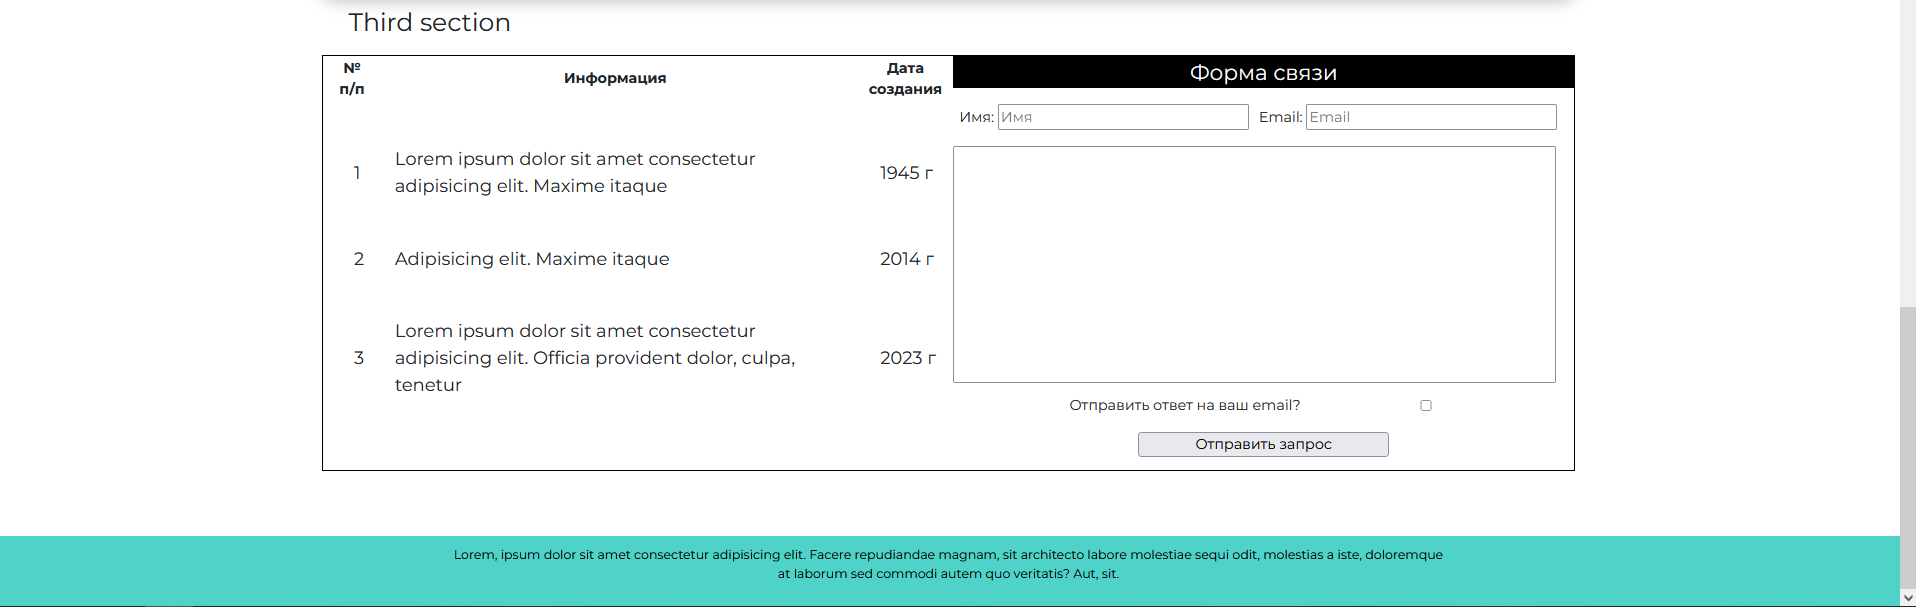 Third section
№
п/п
Информация
Дата
создания
1
Lorem ipsum dolor sit amet consectetur
adipisicing elit. Maxime itaque
1945 г
2
Adipisicing elit. Maxime itaque
2014 г
3
Lorem ipsum dolor sit amet consectetur
adipisicing elit. Officia provident dolor, culpa,
tenetur
2023 г
Форма связи
Имя: Имя Email: Email
Отправить ответ на ваш email?
Отправить запрос
Lorem, ipsum dolor sit amet consectetur adipisicing elit. Facere repudiandae magnam, sit architecto labore molestiae sequi odit, molestias a iste, doloremque
at laborum sed commodi autem quo veritatis? Aut, sit.